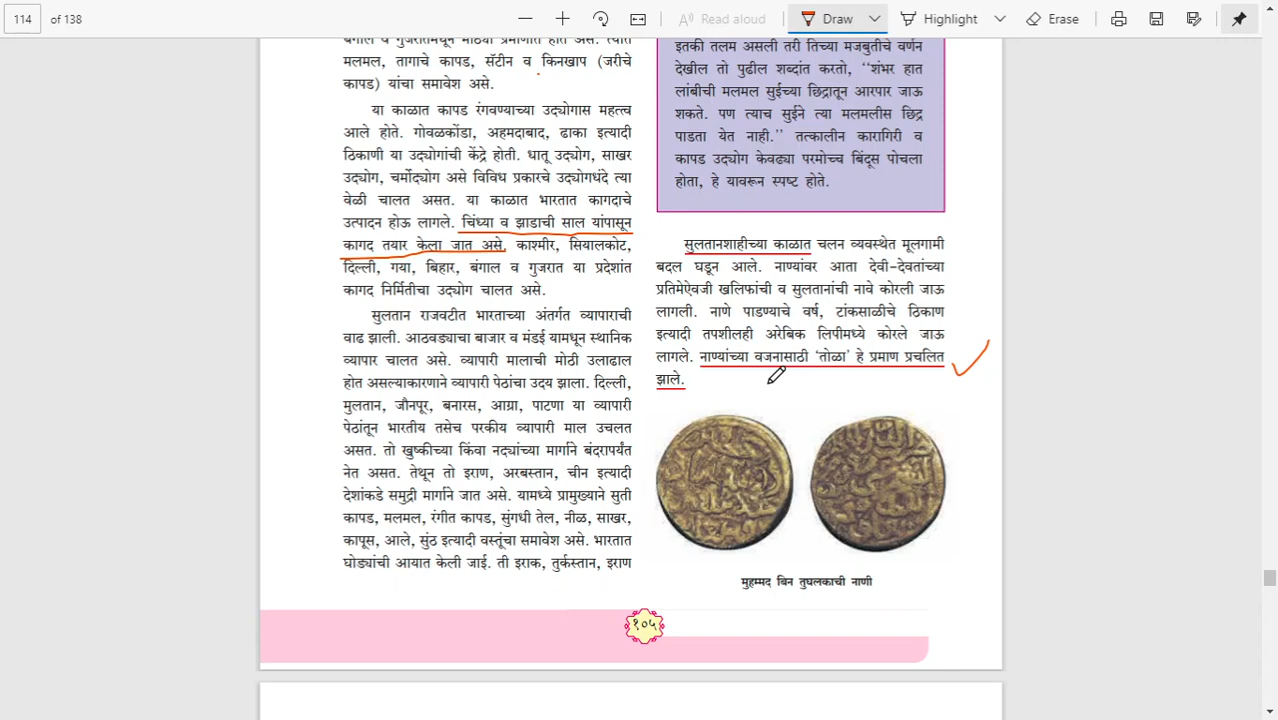 114 of 138
Read aloud
Draw
Highlight
Erase
बंगाल व गुजरातमधून मोठ्या प्रमाणात होत असे. त्यात
मलमल, तागाचे कापड, सॅटीन व किनखाप (जरीचे
कापड) यांचा समावेश असे.
या काळात कापड रंगवण्याच्या उद्योगास महत्त्व
आले होते. गोवळकोंडा, अहमदाबाद, ढाका इत्यादी
ठिकाणी या उद्योगांची केंद्रे होती. धातू उद्योग, साखर
उद्योग, चर्मोद्योग असे विविध प्रकारचे उद्योगधंदे त्या
वेळी चालत असत. या काळात भारतात कागदाचे
उत्पादन होऊ लागले. चिंध्या व झाडाची साल यांपासून
कागद तयार केला जात असे. काश्मीर, सियालकोट,
दिल्ली, गया, बिहार, बंगाल व गुजरात या प्रदेशांत
कागद निर्मितीचा उद्योग चालत असे.
सुलतान राजवटीत भारताच्या अंतर्गत व्यापाराची
वाढ झाली. आठवड्याचा बाजार व मंडई यामधून स्थानिक
व्यापार चालत असे. व्यापारी मालाची मोठी उलाढाल
होत असल्याकारणाने व्यापारी पेठांचा उदय झाला. दिल्ली,
मुलतान, जौनपूर, बनारस, आग्रा, पाटणा या व्यापारी
पेठांतून भारतीय तसेच परकीय व्यापारी माल उचलत
असत. तो खुष्कीच्या किंवा नद्यांच्या मार्गाने बंदरापर्यंत
नेत असत. तेथून तो इराण, अरबस्तान, चीन इत्यादी
देशांकडे समुद्री मार्गाने जात असे. यामध्ये प्रामुख्याने सुती
कापड, मलमल, रंगीत कापड, सुंगधी तेल, नीळ, साखर,
कापूस, आले, सुंठ इत्यादी वस्तूंचा समावेश असे. भारतात
घोड्यांची आयात केली जाई. ती इराक, तुर्कस्तान, इराण
इतकी तलम असली तरी तिच्या मजबुतीचे वर्णन
देखील तो पुढील शब्दांत करतो, “शंभर हात
लांबीची मलमल सुईच्या छिद्रातून आरपार जाऊ
शकते. पण त्याच सुईने त्या मलमलीस छिद्र
पाडता येत नाही.” तत्कालीन कारागिरी व
कापड उद्योग केवढ्या परमोच्च बिंदूस पोचला
होता, हे यावरून स्पष्ट होते.
सुलतानशाहीच्या काळात चलन व्यवस्थेत मूलगामी
बदल घडून आले. नाण्यांवर आता देवी-देवतांच्या
प्रतिमेऐवजी खलिफांची व सुलतानांची नावे कोरली जाऊ
लागली. नाणे पाडण्याचे वर्ष, टांकसाळीचे ठिकाण
इत्यादी तपशीलही अरेबिक लिपीमध्ये कोरले जाऊ
लागले. नाण्यांच्या वजनासाठी ‘तोळा’ हे प्रमाण प्रचलित
झाले.
मुहम्मद बिन तुघलकाची नाणी
१०५